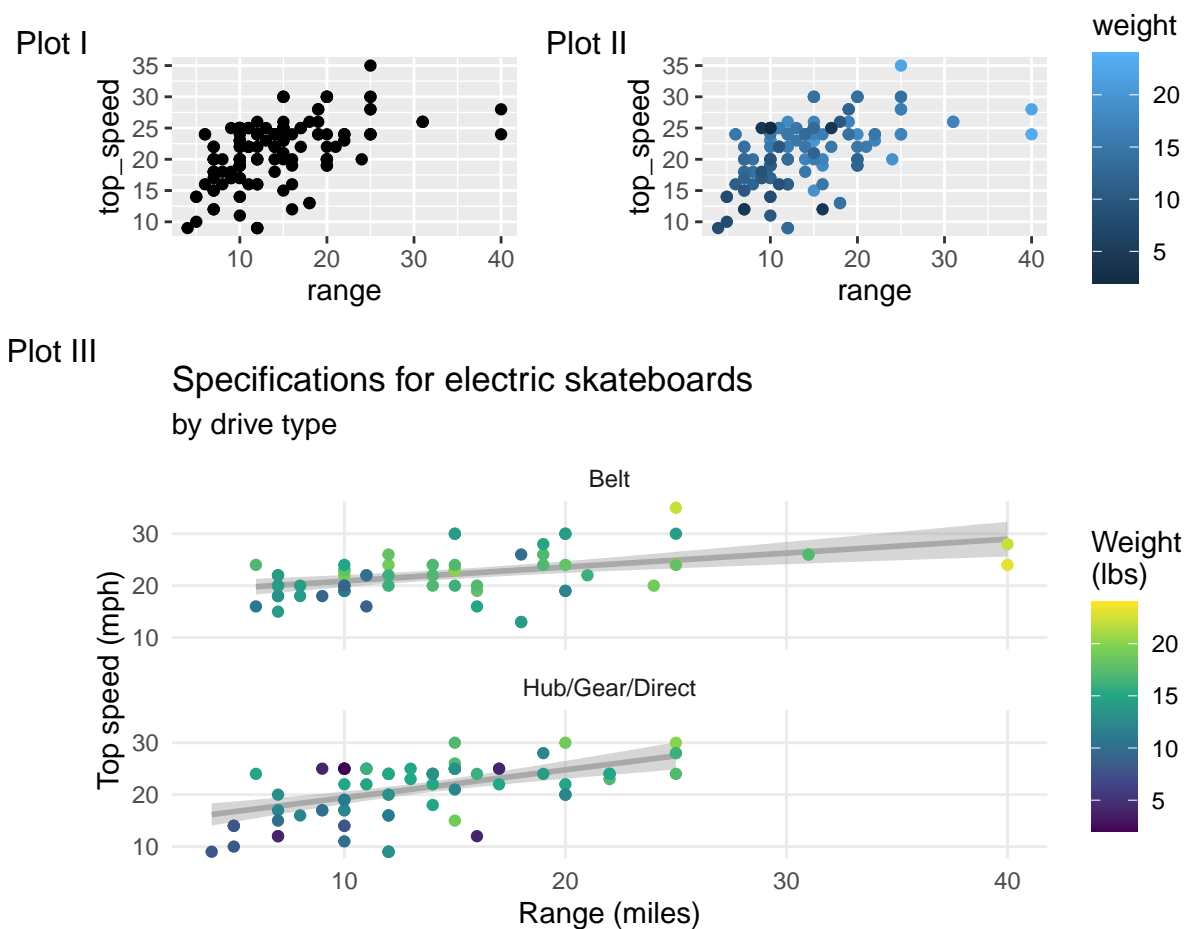 Plot I
35
30
25
20
15
10
top_speed
10 20 30 40
range
Plot II
35
30
25
20
15
10
top_speed
10 20 30 40
range
weight
20
15
10
5
Plot III
Specifications for electric skateboards
by drive type
Belt
30
20
10
Hub/Gear/Direct
30
20
10
Top speed (mph)
10 20 30 40
Range (miles)
Weight
(lbs)
20
15
10
5